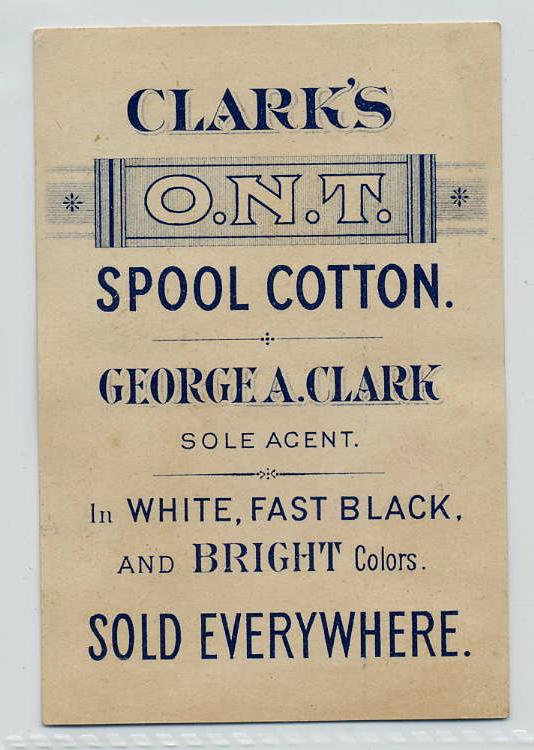 CLARK'S
O.N.T.
SPOOL COTTON.
GEORGE A. CLARK
SOLE AGENT.
In WHITE, FAST BLACK,
AND BRIGHT Colors.
SOLD EVERYWHERE.